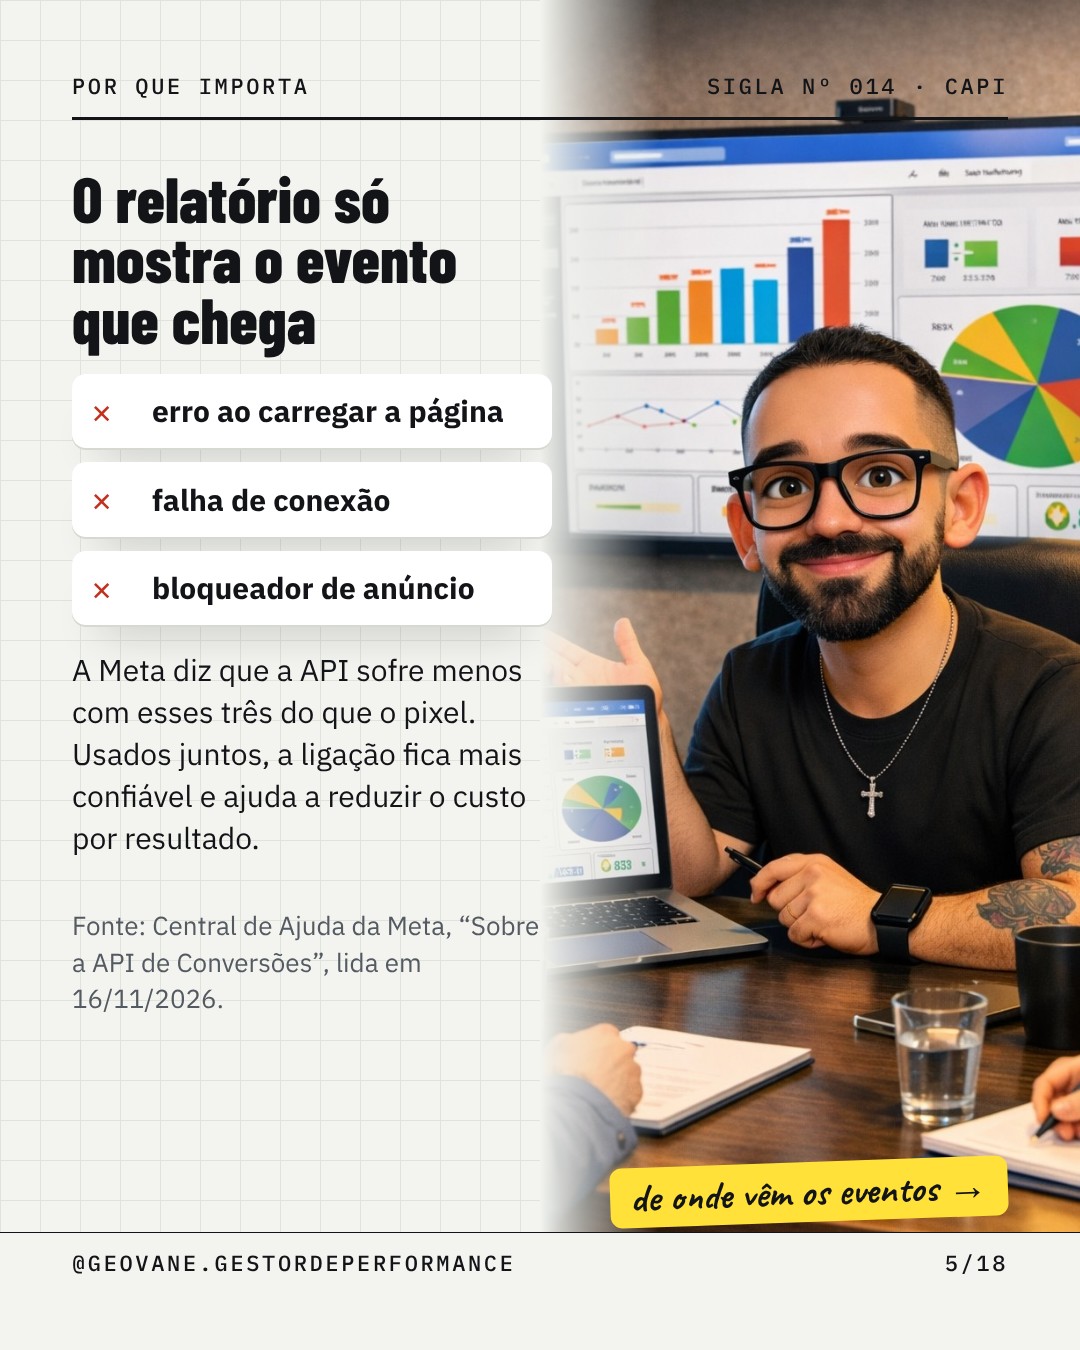 POR QUE IMPORTA
SIGLA Nº 014 · CAPI
O relatório só
mostra o evento
que chega
× erro ao carregar a página
× falha de conexão
× bloqueador de anúncio
A Meta diz que a API sofre menos
com esses três do que o pixel.
Usados juntos, a ligação fica mais
confiável e ajuda a reduzir o custo
por resultado.
Fonte: Central de Ajuda da Meta, “Sobre
a API de Conversões”, lida em
16/11/2026.
833
de onde vêm os eventos →
@GEOVANE.GESTORDEPERFORMANCE
5/18